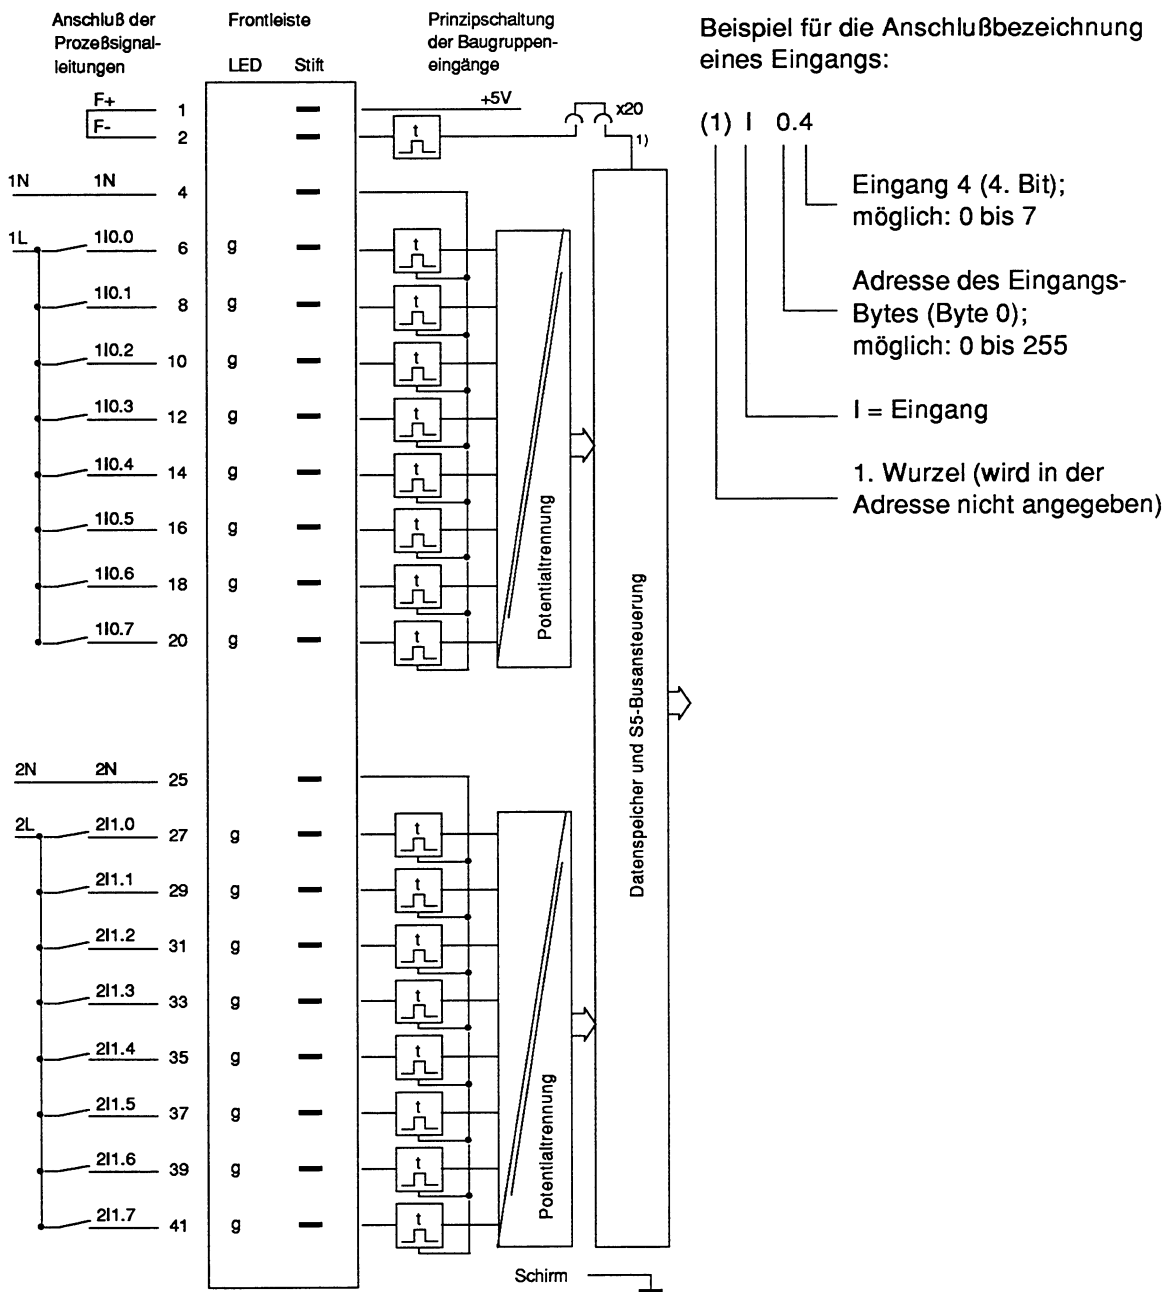 Anschluß der
Prozeßsignal-
leitungen
Frontleiste
LED Stift
Prinzipschaltung
der Baugruppen-
eingänge
Beispiel für die Anschlußbezeichnung
eines Eingangs:
F+ 1 +5V x20
F- 2 t 1)
(1) I 0.4
Eingang 4 (4. Bit);
möglich: 0 bis 7
Adresse des Eingangs-
Bytes (Byte 0);
möglich: 0 bis 255
I = Eingang
1. Wurzel (wird in der
Adresse nicht angegeben)
1N 1N 4
1L 1I0.0 6 g t
1I0.1 8 g t
1I0.2 10 g t
1I0.3 12 g t
1I0.4 14 g t
1I0.5 16 g t
1I0.6 18 g t
1I0.7 20 g t
Potentialtrennung
Datenspeicher und S5-Busansteuerung
2N 2N 25
2L 2I1.0 27 g t
2I1.1 29 g t
2I1.2 31 g t
2I1.3 33 g t
2I1.4 35 g t
2I1.5 37 g t
2I1.6 39 g t
2I1.7 41 g t
Potentialtrennung
Schirm